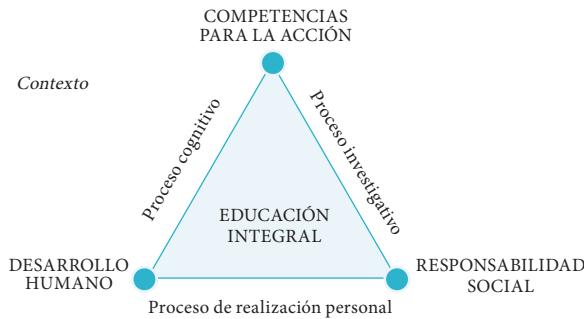 COMPETENCIAS
PARA LA ACCIÓN
Contexto
Proceso cognitivo
Proceso investigativo
EDUCACIÓN
INTEGRAL
DESARROLLO
HUMANO
RESPONSABILIDAD
SOCIAL
Proceso de realización personal